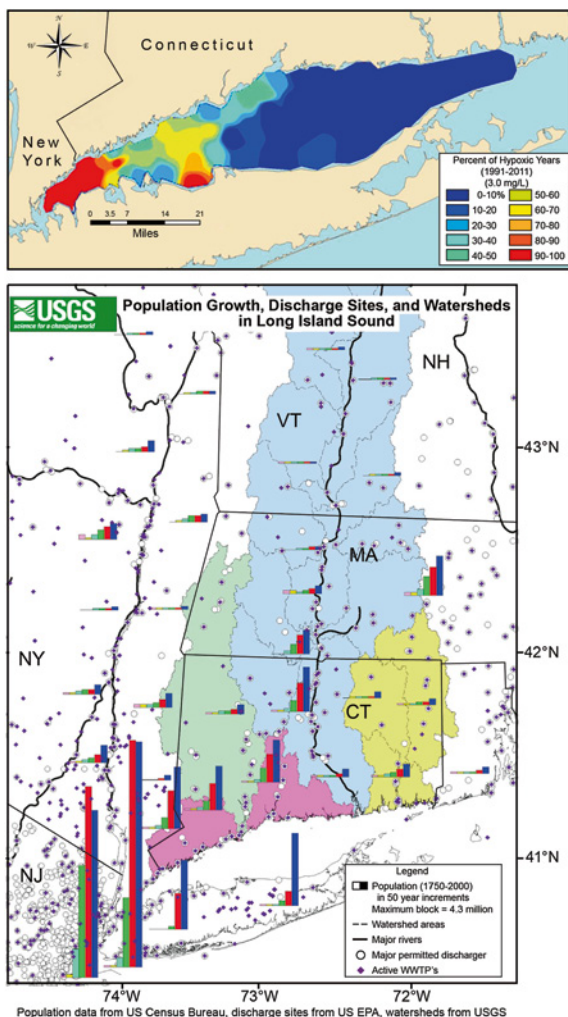 N
E
S
W
Connecticut
New
York
0 3.5 7 14 21
Miles
Percent of Hypoxic Years
(1991-2011)
(3.0 mg/L)
0-10% 50-60
10-20 60-70
20-30 70-80
30-40 80-90
40-50 90-100
USGS
science for a changing world
Population Growth, Discharge Sites, and Watersheds
in Long Island Sound
NH
VT
43°N
MA
NY
42°N
CT
41°N
NJ
Legend
Population (1750-2000)
in 50 year increments
Maximum block = 4.3 million
Watershed areas
Major rivers
Major permitted discharger
Active WWTP's
74°W 73°W 72°W
Population data from US Census Bureau, discharge sites from US EPA, watersheds from USGS